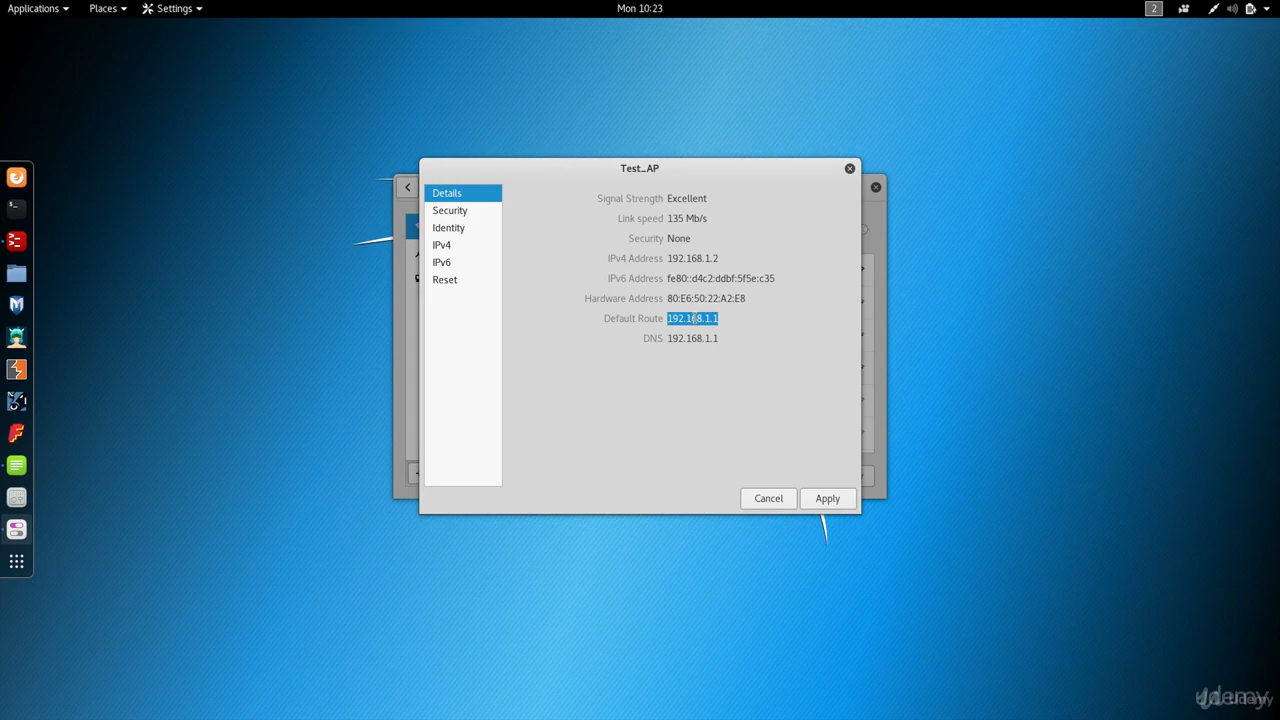 Applications Places Settings Mon 10:23 2
Test_AP
Details
Security
Identity
IPv4
IPv6
Reset
Signal Strength Excellent
Link speed 135 Mb/s
Security None
IPv4 Address 192.168.1.2
IPv6 Address fe80::d4c2:ddbf:5f5e:c35
Hardware Address 80:E6:50:22:A2:E8
Default Route 192.168.1.1
DNS 192.168.1.1
Cancel Apply
Udemy